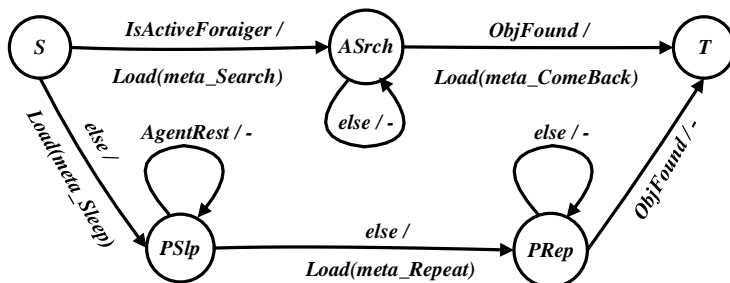 IsActiveForaiger /
ObjFound /
S
ASrch
T
Load(meta_Search)
Load(meta_ComeBack)
else / -
else /
Load(meta_Sleep)
AgentRest / -
else / -
ObjFound / -
PSlp
else /
PRep
Load(meta_Repeat)